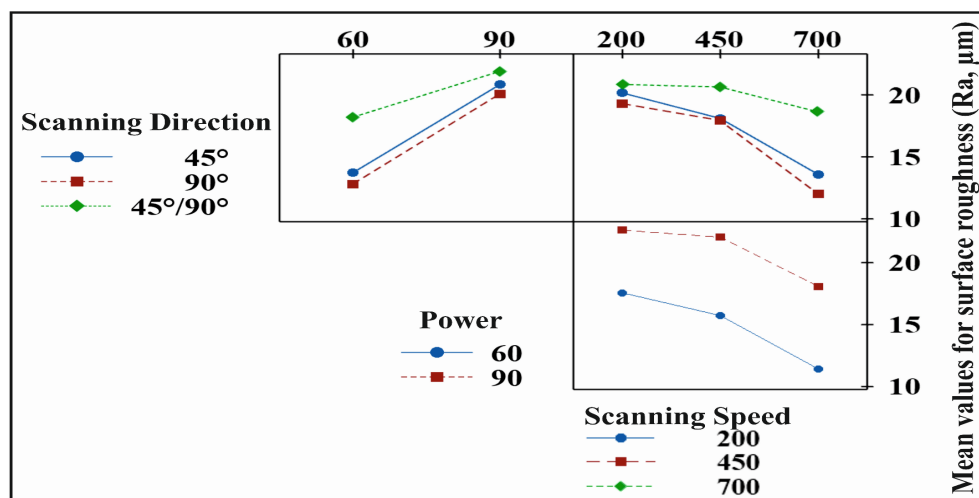 60 90 200 450 700
20
15
10
Scanning Direction
45°
90°
45°/90°
20
15
10
Power
60
90
Scanning Speed
200
450
700
Mean values for surface roughness (Ra, µm)